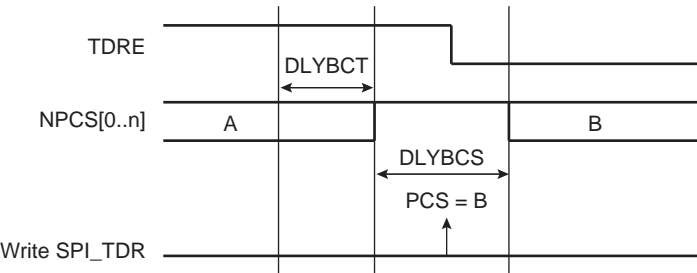 TDRE
DLYBCT
NPCS[0..n]
A
B
DLYBCS
PCS = B
Write SPI_TDR